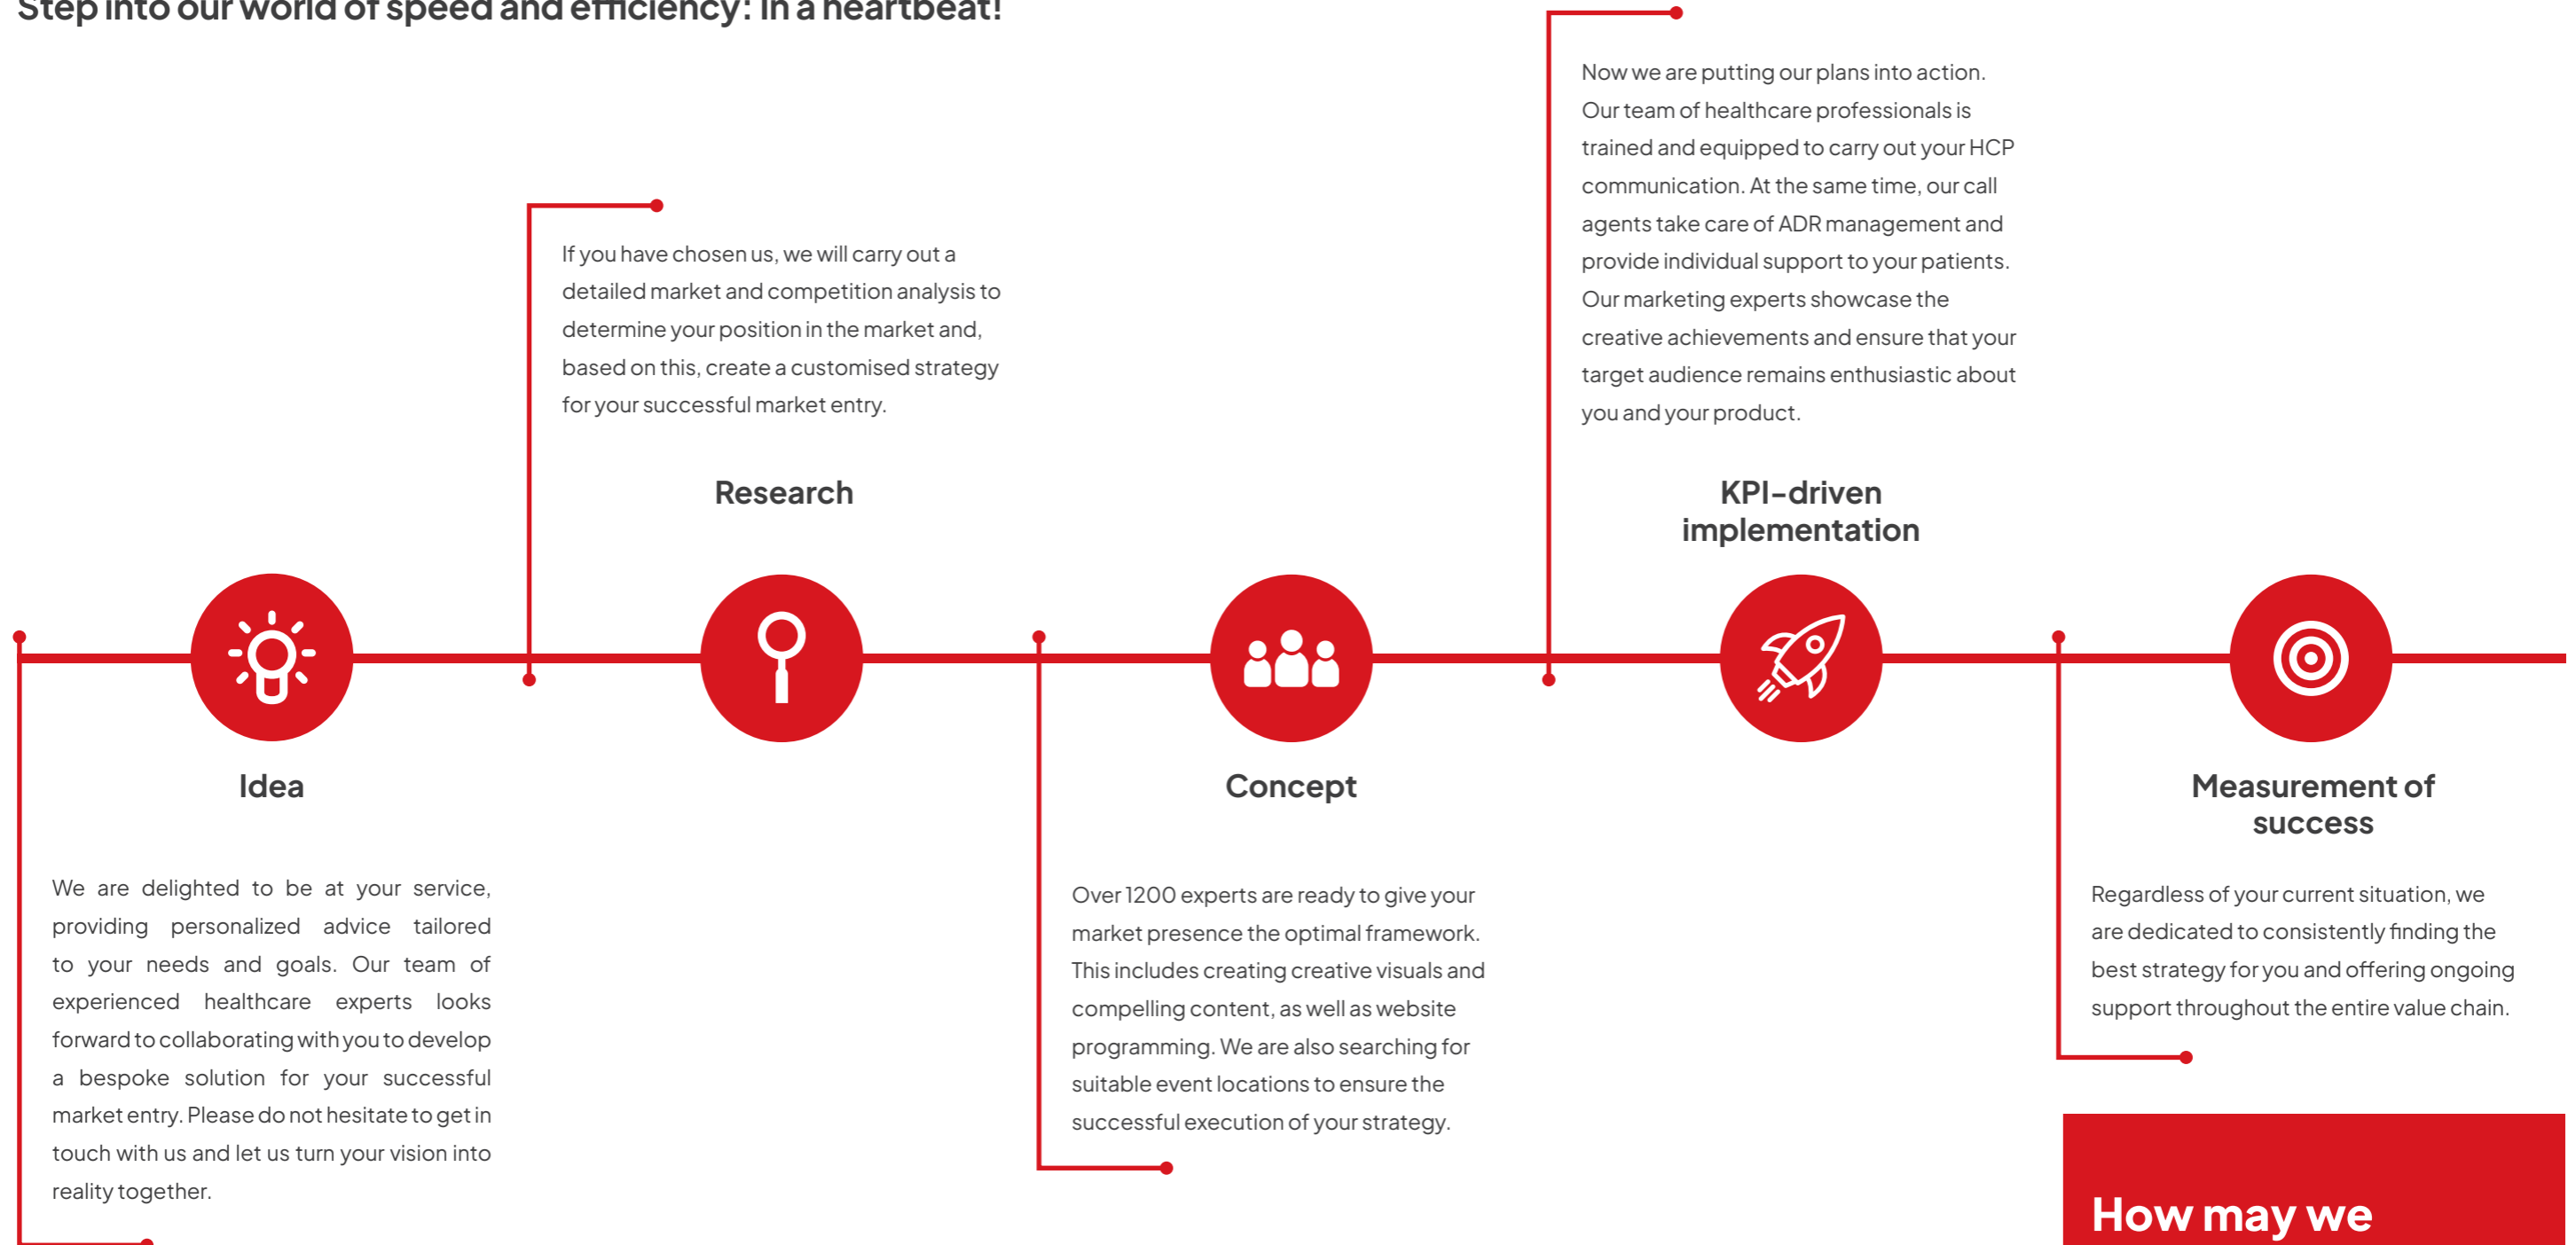 Step into our world of speed and efficiency: In a heartbeat!
Idea
We are delighted to be at your service,
providing personalized advice tailored
to your needs and goals. Our team of
experienced healthcare experts looks
forward to collaborating with you to develop
a bespoke solution for your successful
market entry. Please do not hesitate to get in
touch with us and let us turn your vision into
reality together.
If you have chosen us, we will carry out a
detailed market and competition analysis to
determine your position in the market and,
based on this, create a customised strategy
for your successful market entry.
Research
Concept
Over 1200 experts are ready to give your
market presence the optimal framework.
This includes creating creative visuals and
compelling content, as well as website
programming. We are also searching for
suitable event locations to ensure the
successful execution of your strategy.
Now we are putting our plans into action.
Our team of healthcare professionals is
trained and equipped to carry out your HCP
communication. At the same time, our call
agents take care of ADR management and
provide individual support to your patients.
Our marketing experts showcase the
creative achievements and ensure that your
target audience remains enthusiastic about
you and your product.
KPI-driven
implementation
Measurement of
success
Regardless of your current situation, we
are dedicated to consistently finding the
best strategy for you and offering ongoing
support throughout the entire value chain.
How may we